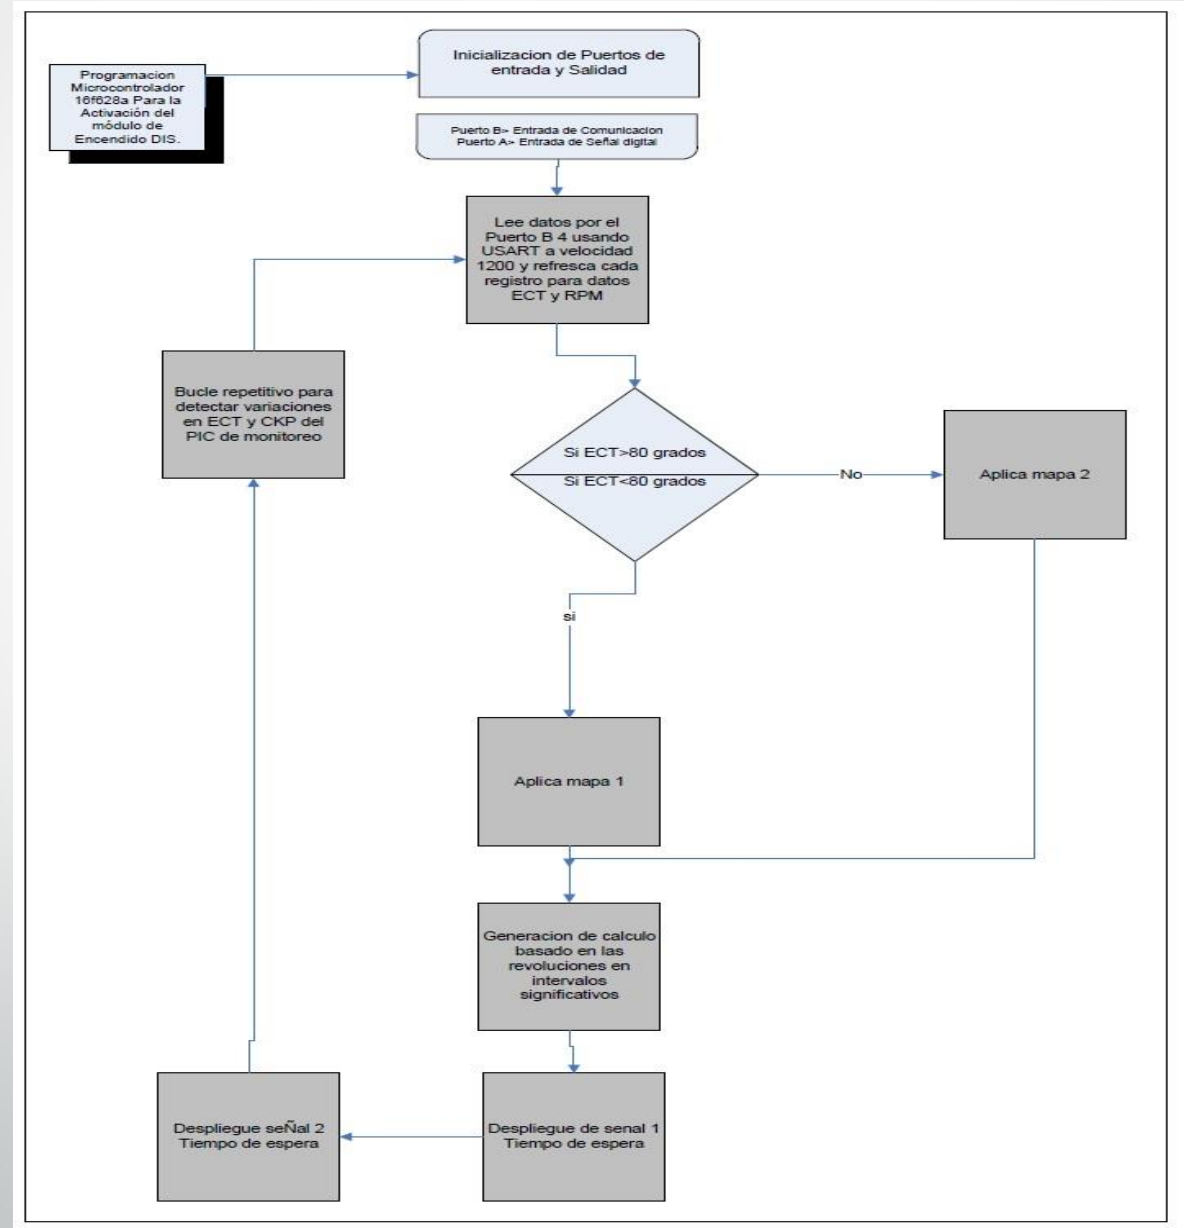 Programacion
Microcontrolador
16f628a Para la
Activación del
módulo de
Encendido DIS.
Inicializacion de Puertos de
entrada y Salidad
Puerto B> Entrada de Comunicacion
Puerto A> Entrada de Señal digital
Lee datos por el
Puerto B 4 usando
USART a velocidad
1200 y refresca cada
registro para datos
ECT y RPM
Bucle repetitivo para
detectar variaciones
en ECT y CKP del
PIC de monitoreo
Si ECT>80 grados
Si ECT<80 grados
No
Aplica mapa 2
si
Aplica mapa 1
Generacion de calculo
basado en las
revoluciones en
intervalos
significativos
Despliegue de senal 1
Tiempo de espera
Despliegue seÑal 2
Tiempo de espera